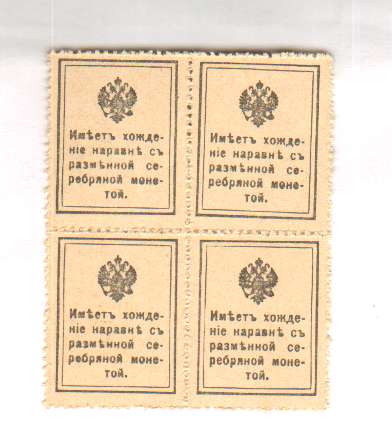 Имѣетъ хожде-
ніе наравнѣ съ
размѣнной се-
ребряной моне-
той.
Имѣетъ хожде-
ніе наравнѣ съ
размѣнной се-
ребряной моне-
той.
Имѣетъ хожде-
ніе наравнѣ съ
размѣнной се-
ребряной моне-
той.
Имѣетъ хожде-
ніе наравнѣ съ
размѣнной се-
ребряной моне-
той.